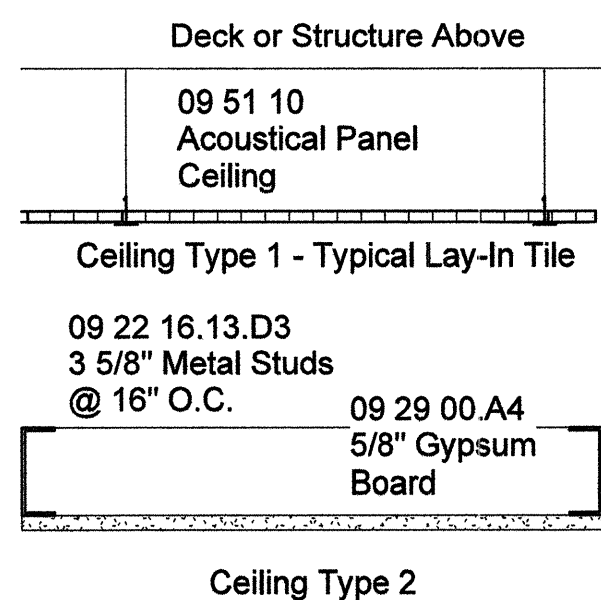 Deck or Structure Above
09 51 10
Acoustical Panel
Ceiling
Ceiling Type 1 - Typical Lay-In Tile
09 22 16.13.D3
3 5/8" Metal Studs
@ 16" O.C.
09 29 00.A4
5/8" Gypsum
Board
Ceiling Type 2